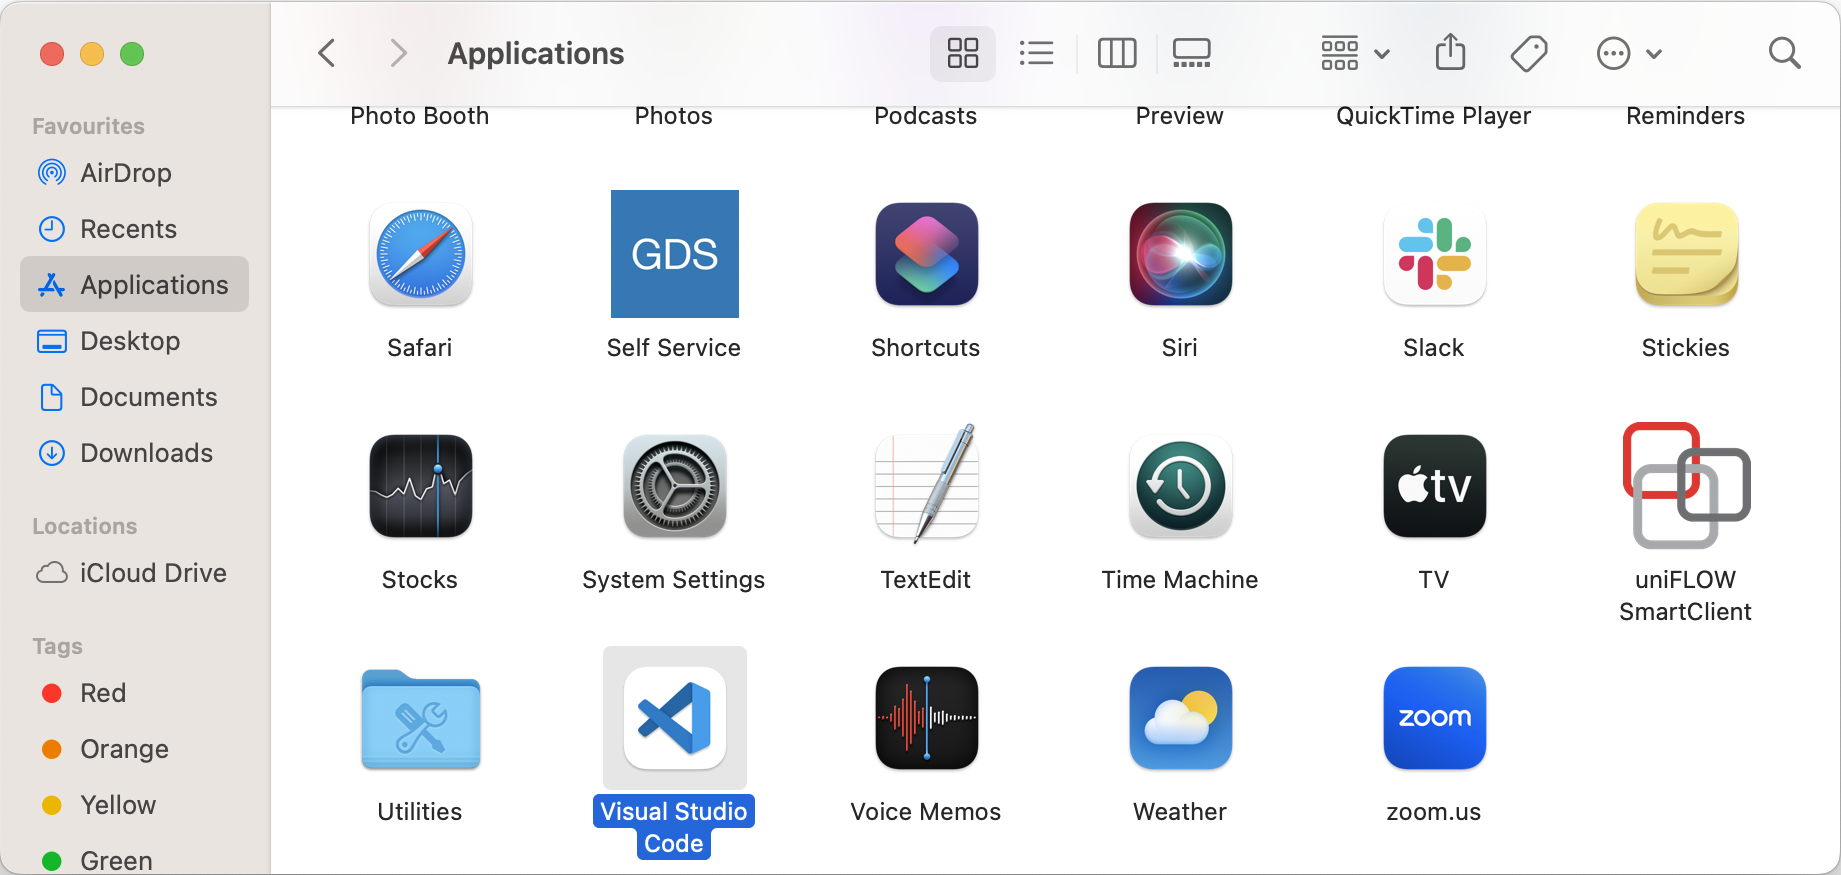 Applications
Favourites
AirDrop
Recents
Applications
Desktop
Documents
Downloads
Locations
iCloud Drive
Tags
Red
Orange
Yellow
Green
Photo Booth
Photos
Podcasts
Preview
QuickTime Player
Reminders
GDS
Safari
Self Service
Shortcuts
Siri
Slack
Stickies
tv
Stocks
System Settings
TextEdit
Time Machine
TV
uniFLOW
SmartClient
zoom
Utilities
Visual Studio
Code
Voice Memos
Weather
zoom.us